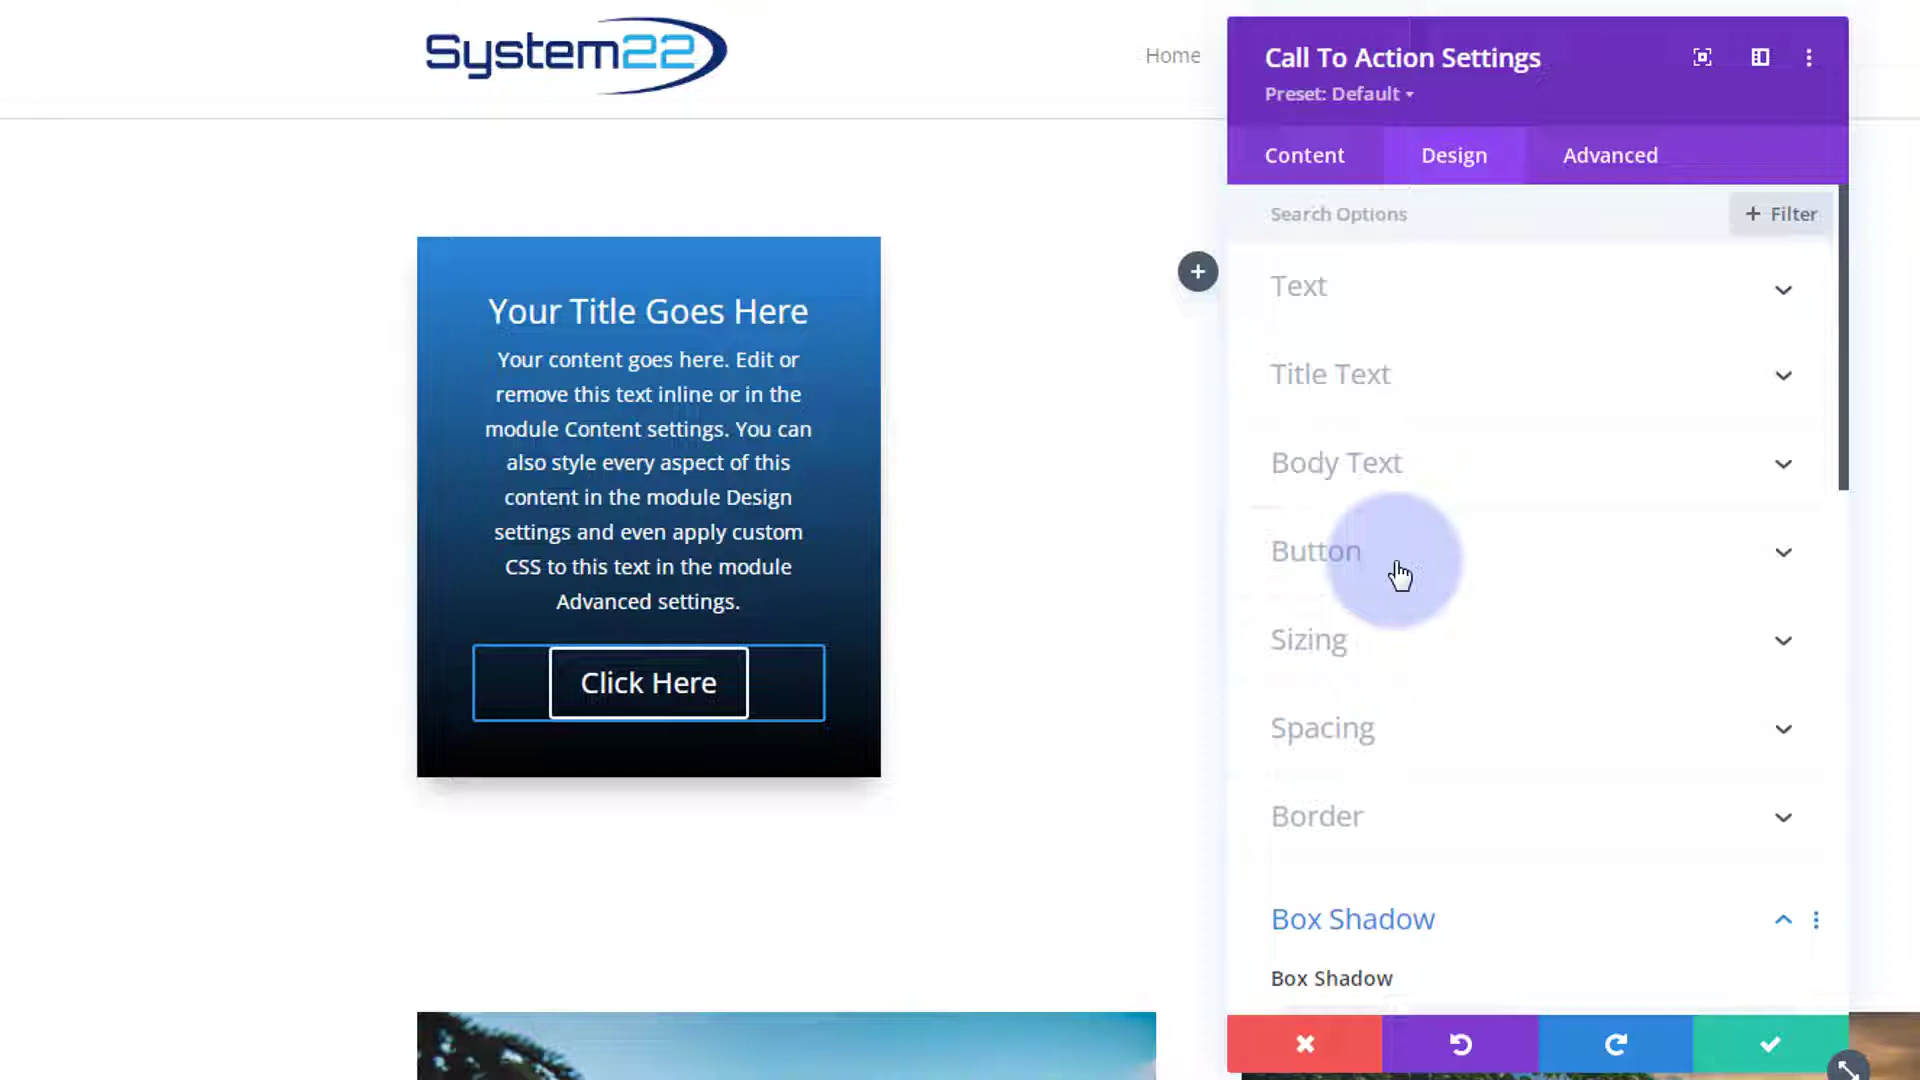 System22
Home
Your Title Goes Here
Your content goes here. Edit or
remove this text inline or in the
module Content settings. You can
also style every aspect of this
content in the module Design
settings and even apply custom
CSS to this text in the module
Advanced settings.
Click Here
Call To Action Settings
Preset: Default
Content Design Advanced
Search Options + Filter
Text
Title Text
Body Text
Button
Sizing
Spacing
Border
Box Shadow
Box Shadow